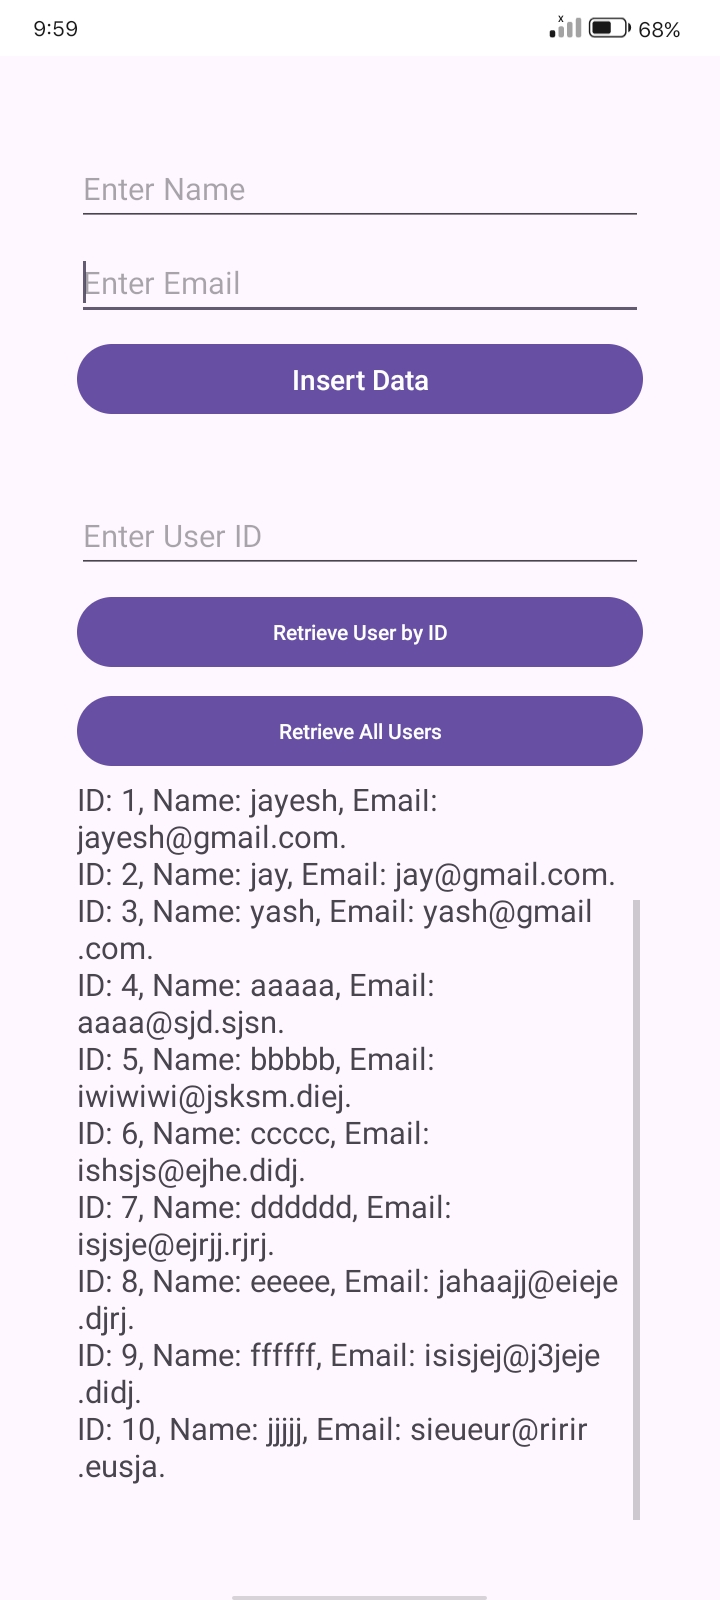 9:59
x
68%
Enter Name
Enter Email
Insert Data
Enter User ID
Retrieve User by ID
Retrieve All Users
ID: 1, Name: jayesh, Email:
jayesh@gmail.com.
ID: 2, Name: jay, Email: jay@gmail.com.
ID: 3, Name: yash, Email: yash@gmail
.com.
ID: 4, Name: aaaaa, Email:
aaaa@sjd.sjsn.
ID: 5, Name: bbbbb, Email:
iwiwiwi@jsksm.diej.
ID: 6, Name: ccccc, Email:
ishsjs@ejhe.didj.
ID: 7, Name: dddddd, Email:
isjsje@ejrjj.rjrj.
ID: 8, Name: eeeee, Email: jahaajj@eieje
.djrj.
ID: 9, Name: ffffff, Email: isisjej@j3jeje
.didj.
ID: 10, Name: jjjjj, Email: sieueur@ririr
.eusja.